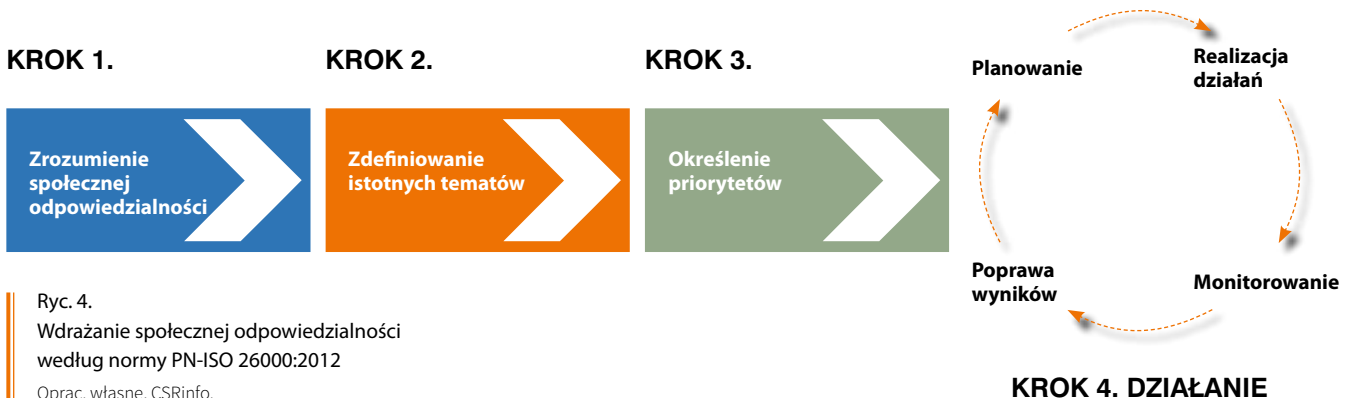 KROK 1.
Zrozumienie
społecznej
odpowiedzialności
KROK 2.
Zdefiniowanie
istotnych tematów
KROK 3.
Określenie
priorytetów
Planowanie
Realizacja
działań
Monitorowanie
Poprawa
wyników
KROK 4. DZIAŁANIE
Ryc. 4.
Wdrażanie społecznej odpowiedzialności
według normy PN-ISO 26000:2012
Oprac. własne, CSRinfo.